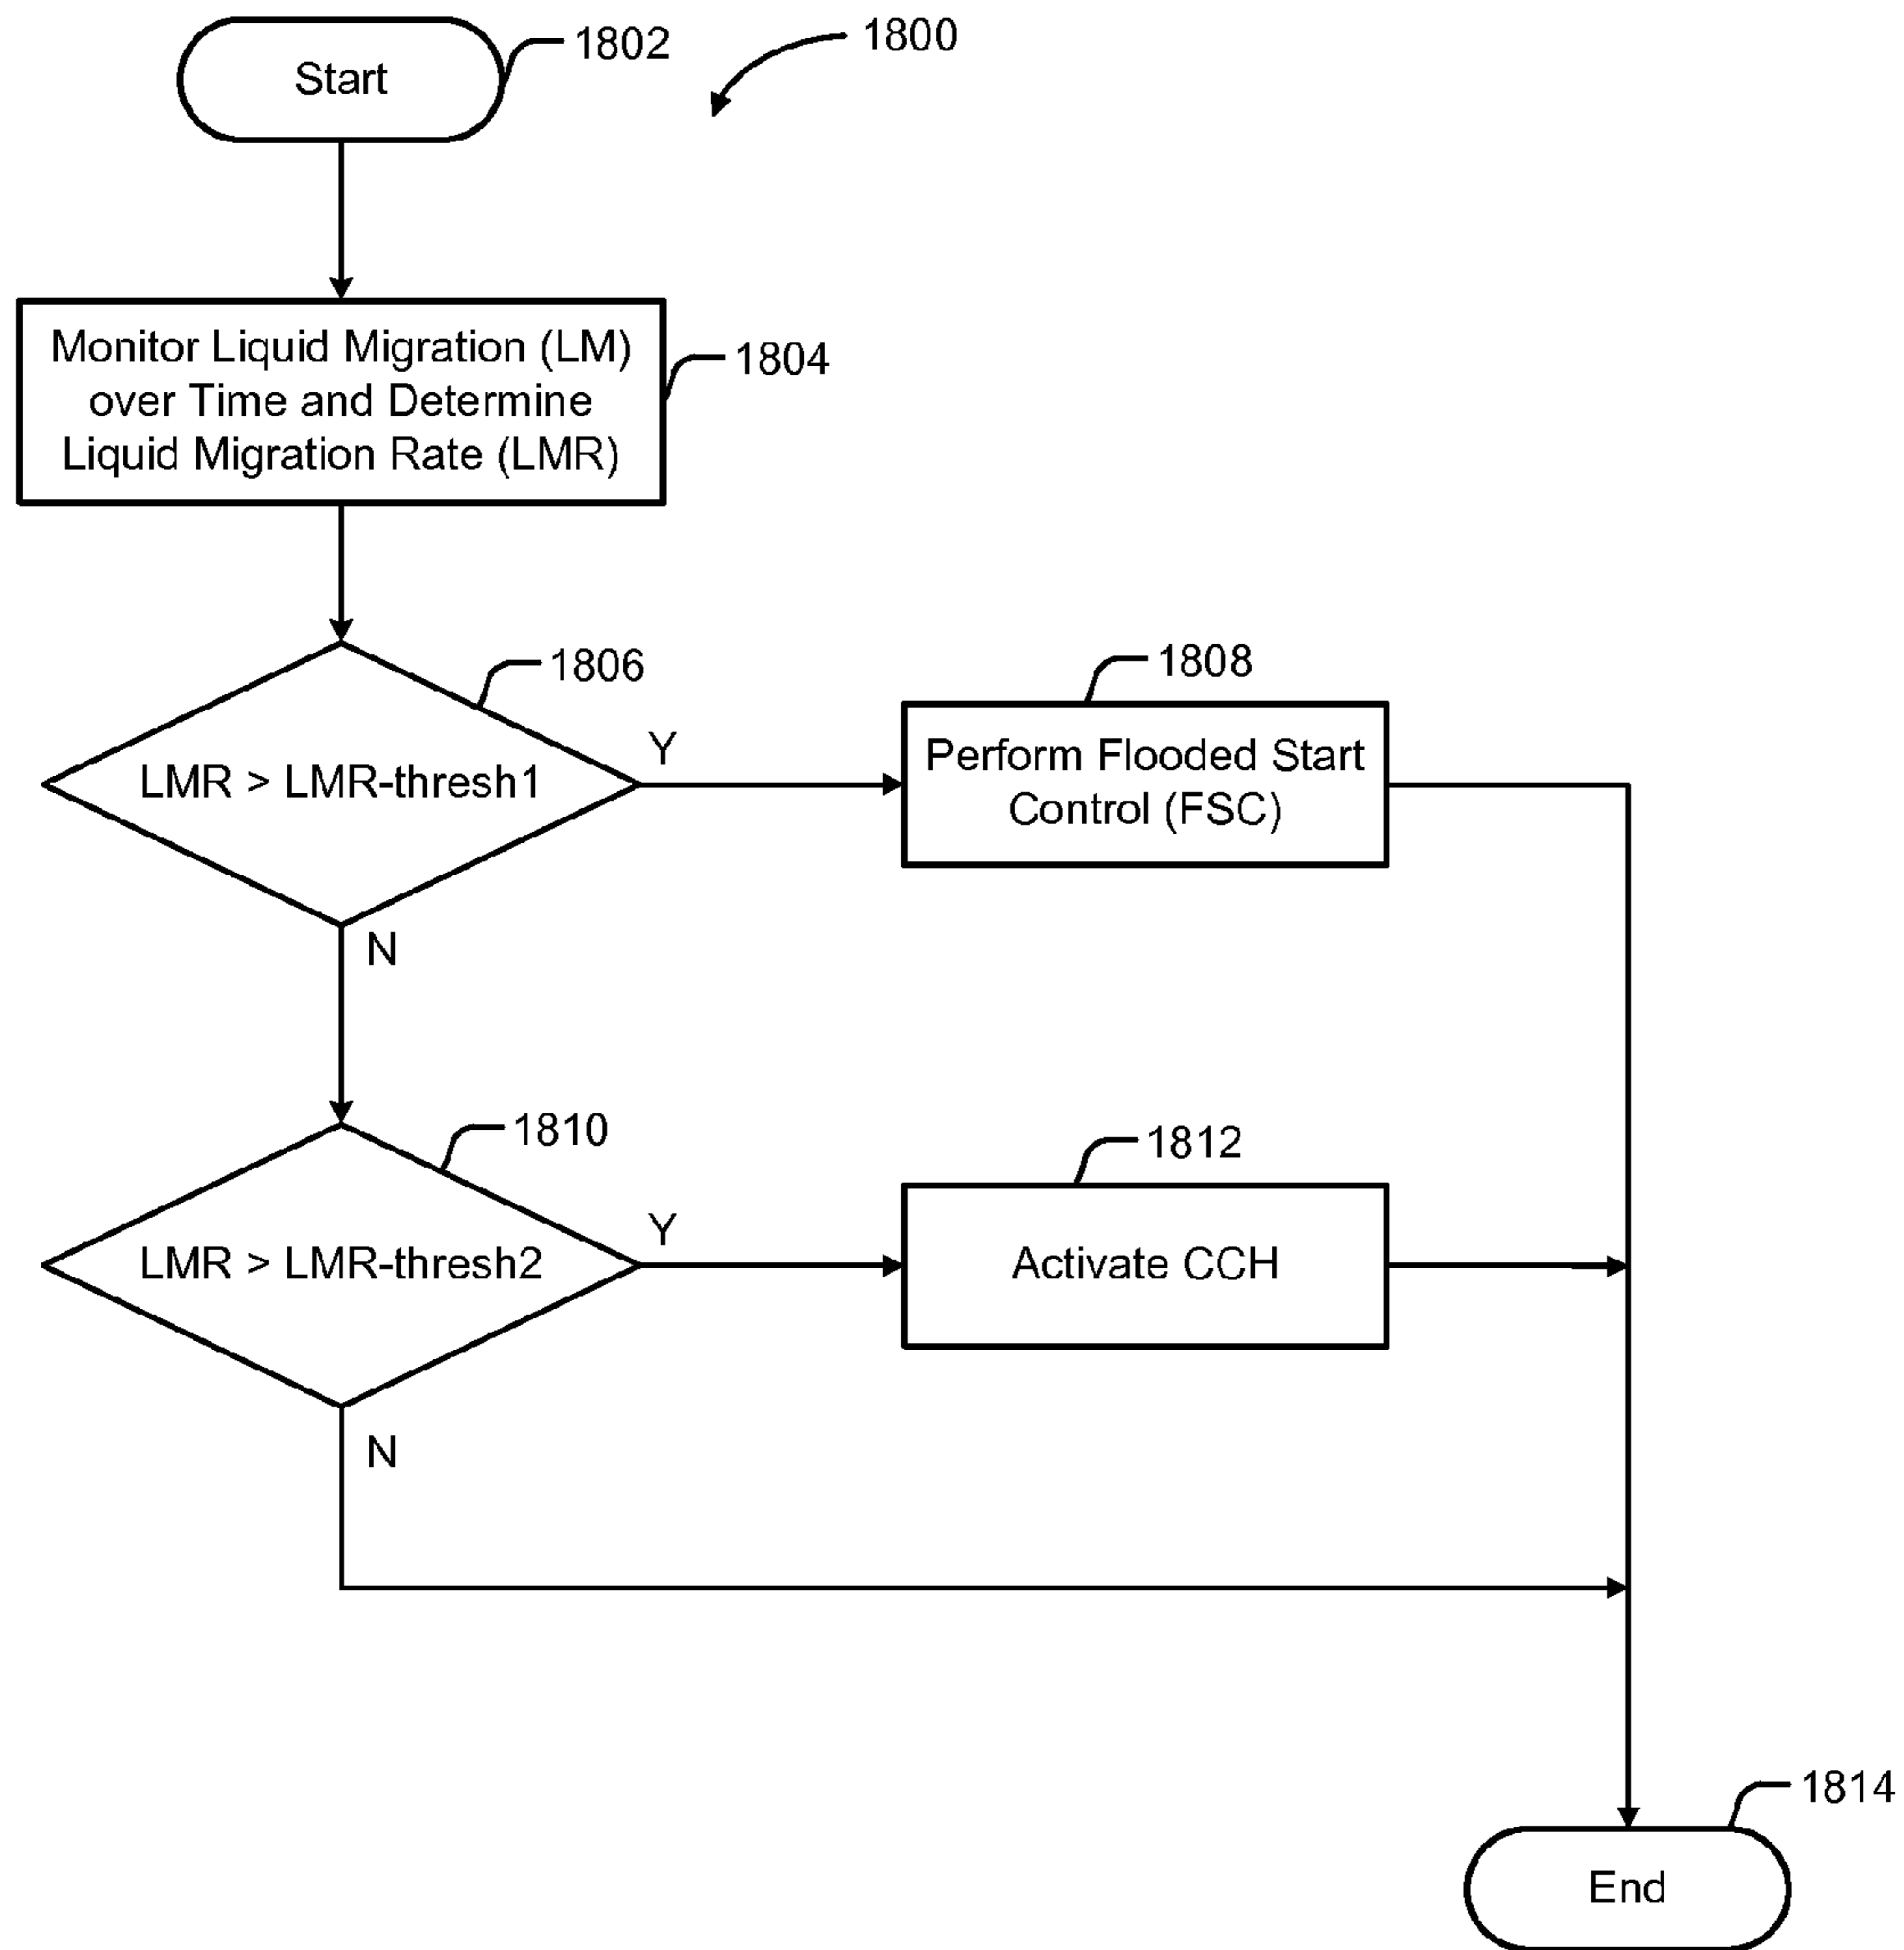 1802
1800
Start
Monitor Liquid Migration (LM)
over Time and Determine
Liquid Migration Rate (LMR)
1804
1806
1808
LMR > LMR-thresh1
Y
Perform Flooded Start
Control (FSC)
N
1810
1812
LMR > LMR-thresh2
Y
Activate CCH
N
1814
End